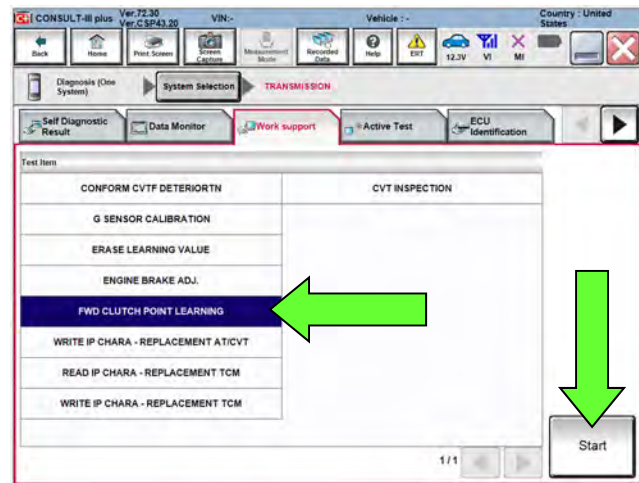 CONSULT-III plus
Ver.72.30
Ver.CSP43.20
VIN:-
Vehicle : -
Country : United
States
Back
Home
Print Screen
Screen
Capture
Measurement
Mode
Recorded
Data
Help
ERT
12.3V
VI
MI
Diagnosis (One
System)
System Selection
TRANSMISSION
Self Diagnostic
Result
Data Monitor
Work support
Active Test
ECU
Identification
Test Item
CONFORM CVTF DETERIORTN
CVT INSPECTION
G SENSOR CALIBRATION
ERASE LEARNING VALUE
ENGINE BRAKE ADJ.
FWD CLUTCH POINT LEARNING
WRITE IP CHARA - REPLACEMENT AT/CVT
READ IP CHARA - REPLACEMENT TCM
WRITE IP CHARA - REPLACEMENT TCM
1/1
Start